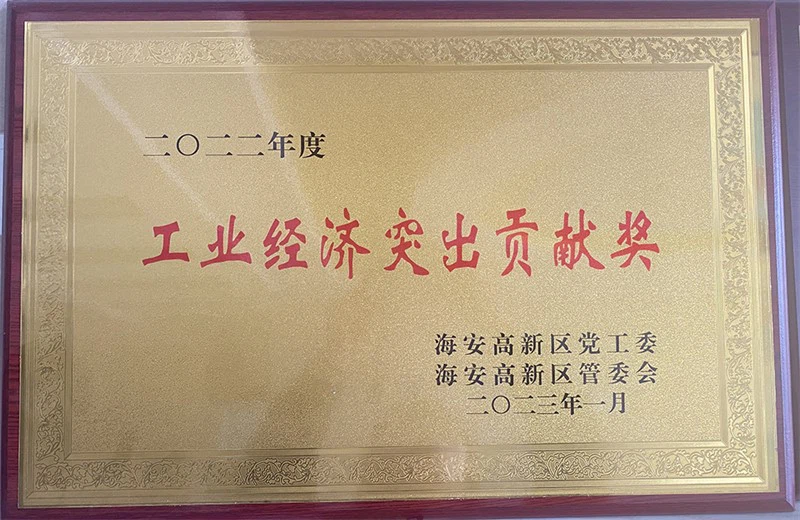 二〇二二年度
工业经济突出贡献奖
海安高新区党工委
海安高新区管委会
二〇二三年一月